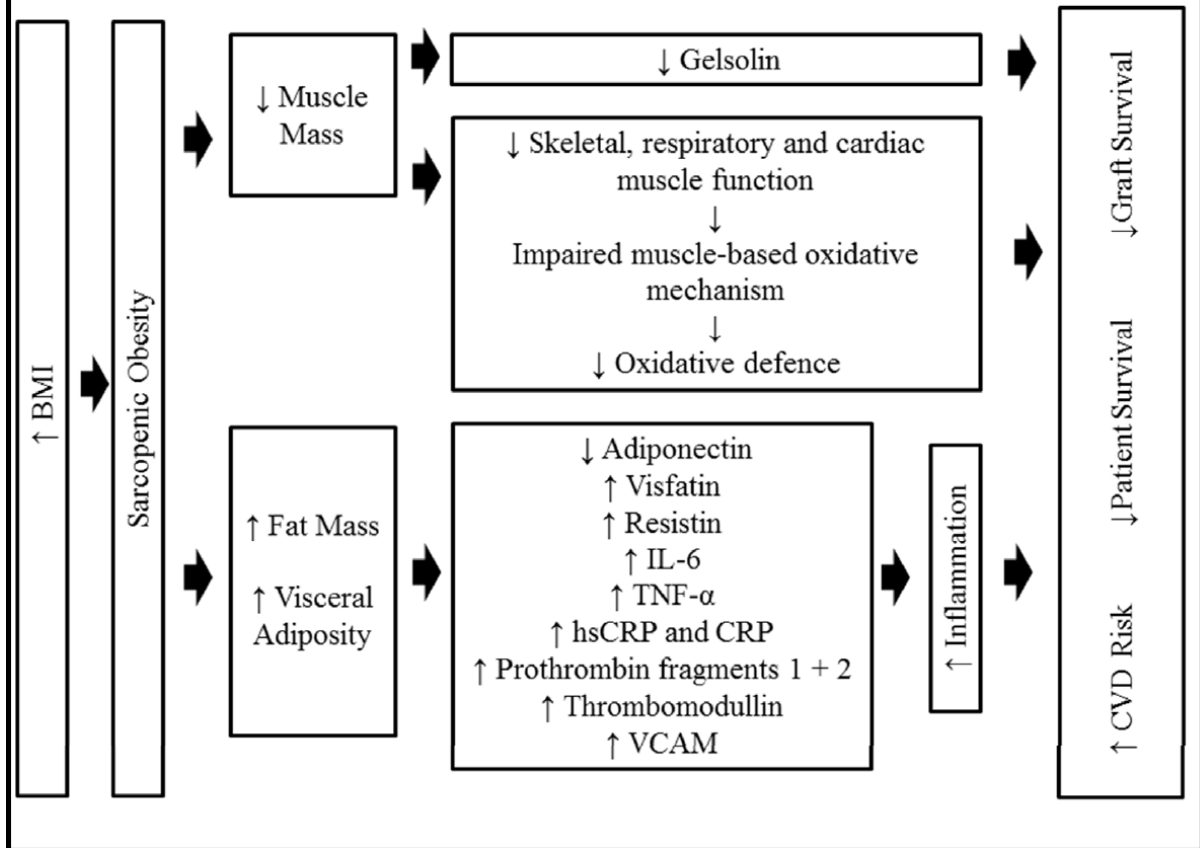 ↑ BMI
Sarcopenic Obesity
↓ Muscle
Mass
↓ Gelsolin
↓ Skeletal, respiratory and cardiac
muscle function
↓
Impaired muscle-based oxidative
mechanism
↓
↓ Oxidative defence
↑ Fat Mass
↑ Visceral
Adiposity
↓ Adiponectin
↑ Visfatin
↑ Resistin
↑ IL-6
↑ TNF-α
↑ hsCRP and CRP
↑ Prothrombin fragments 1 + 2
↑ Thrombomodullin
↑ VCAM
↑ Inflammation
↓Graft Survival
↓Patient Survival
↑ CVD Risk